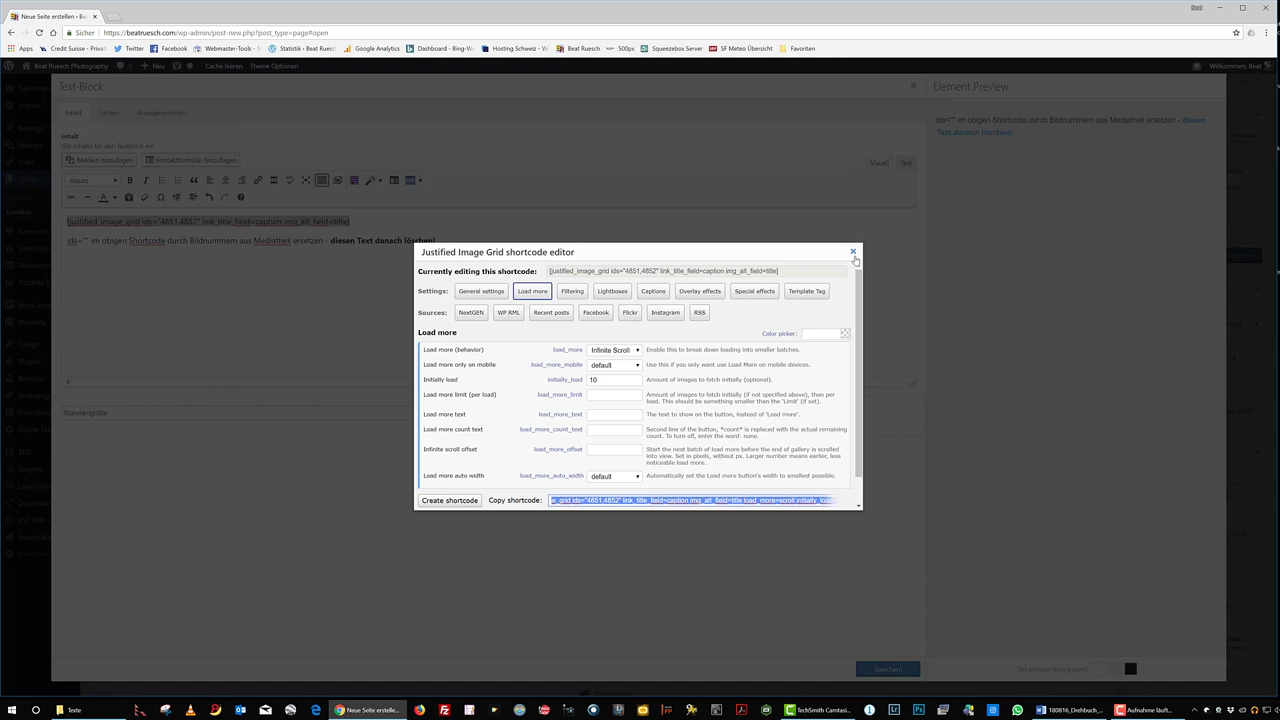 Neue Seite erstellen ‹ Be
Sicher https://beatruesch.com/wp-admin/post-new.php?post_type=page#open
Apps Credit Suisse - Privat Twitter Facebook Webmaster-Tools - Statistik ‹ Beat Rues Google Analytics Dashboard - Bing-W Hosting Schweiz - W Beat Ruesch 500px Squeezebox Server SF Meteo Übersicht Favoriten
Beat Ruesch Photography Neu Cache leeren Theme Optionen Willkommen, Beat
Text-Block Element Preview
Inhalt Farben
Inhalt
Gib Inhalte für den Textblock ein
Medien hinzufügen Kontaktformular hinzufügen Visuell Text
Absatz
[justified_image_grid ids="4851,4852" link_title_field=caption img_alt_field=title]
ids="" im obigen Shortcode durch Bildnummern aus Mediathek ersetzen - diesen Text danach löschen!
ids="" im obigen Shortcode durch Bildnummern aus Mediathek ersetzen - diesen
Text danach löschen!
Justified Image Grid shortcode editor
Currently editing this shortcode: [justified_image_grid ids="4851,4852" link_title_field=caption img_alt_field=title]
Settings: General settings Load more Filtering Lightboxes Captions Overlay effects Special effects Template Tag
Sources: NextGEN WP RML Recent posts Facebook Flickr Instagram RSS
Load more Color picker:
Load more (behavior) load_more Infinite Scroll Enable this to break down loading into smaller batches.
Load more only on mobile load_more_mobile default Use this if you only want use Load More on mobile devices.
Initially load initially_load 10 Amount of images to fetch initially (optional).
Load more limit (per load) load_more_limit Amount of images to fetch initially (if not specified above), then per
load. This should be something smaller than the 'Limit' (if set).
Load more text load_more_text The text to show on the button, instead of 'Load more'.
Load more count text load_more_count_text Second line of the button, *count* is replaced with the actual remaining
count. To turn off, enter the word: none.
Infinite scroll offset load_more_offset Start the next batch of load more before the end of gallery is scrolled
into view. Set in pixels, without px. Larger number means earlier, less
noticeable load more.
Load more auto width load_more_auto_width default Automatically set the Load more button's width to smallest possible.
Create shortcode Copy shortcode: e_grid ids="4851,4852" link_title_field=caption img_alt_field=title load_more=scroll initially_loa
P
Standardgröße
Speichern Set preview background:
Texte Neue Seite erstelle... TechSmith Camtasi... 180816_Drehbuch_... Aufnahme läuft...